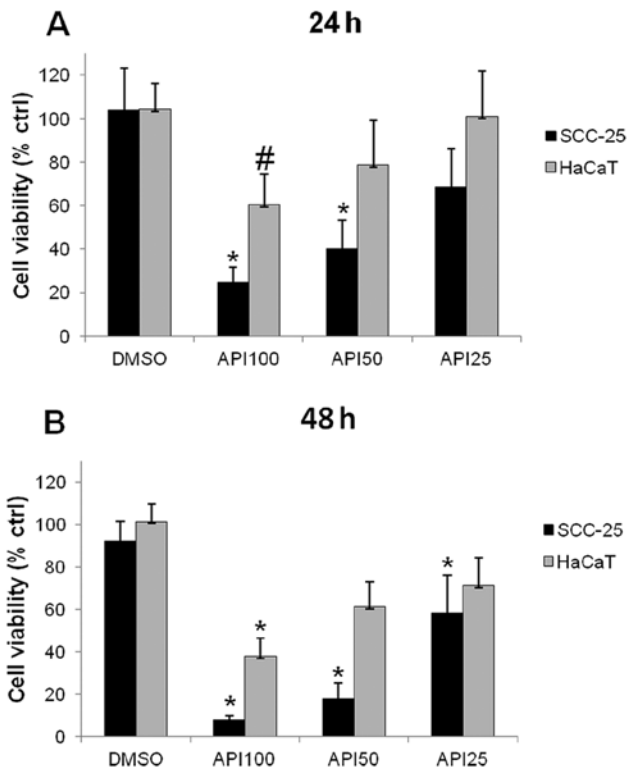 A
24 h
Cell viability (% ctrl)
120
100
80
60
40
20
0
#
*
*
DMSO
API100
API50
API25
SCC-25
HaCaT
B
48 h
Cell viability (% ctrl)
120
100
80
60
40
20
0
*
*
*
*
DMSO
API100
API50
API25
SCC-25
HaCaT